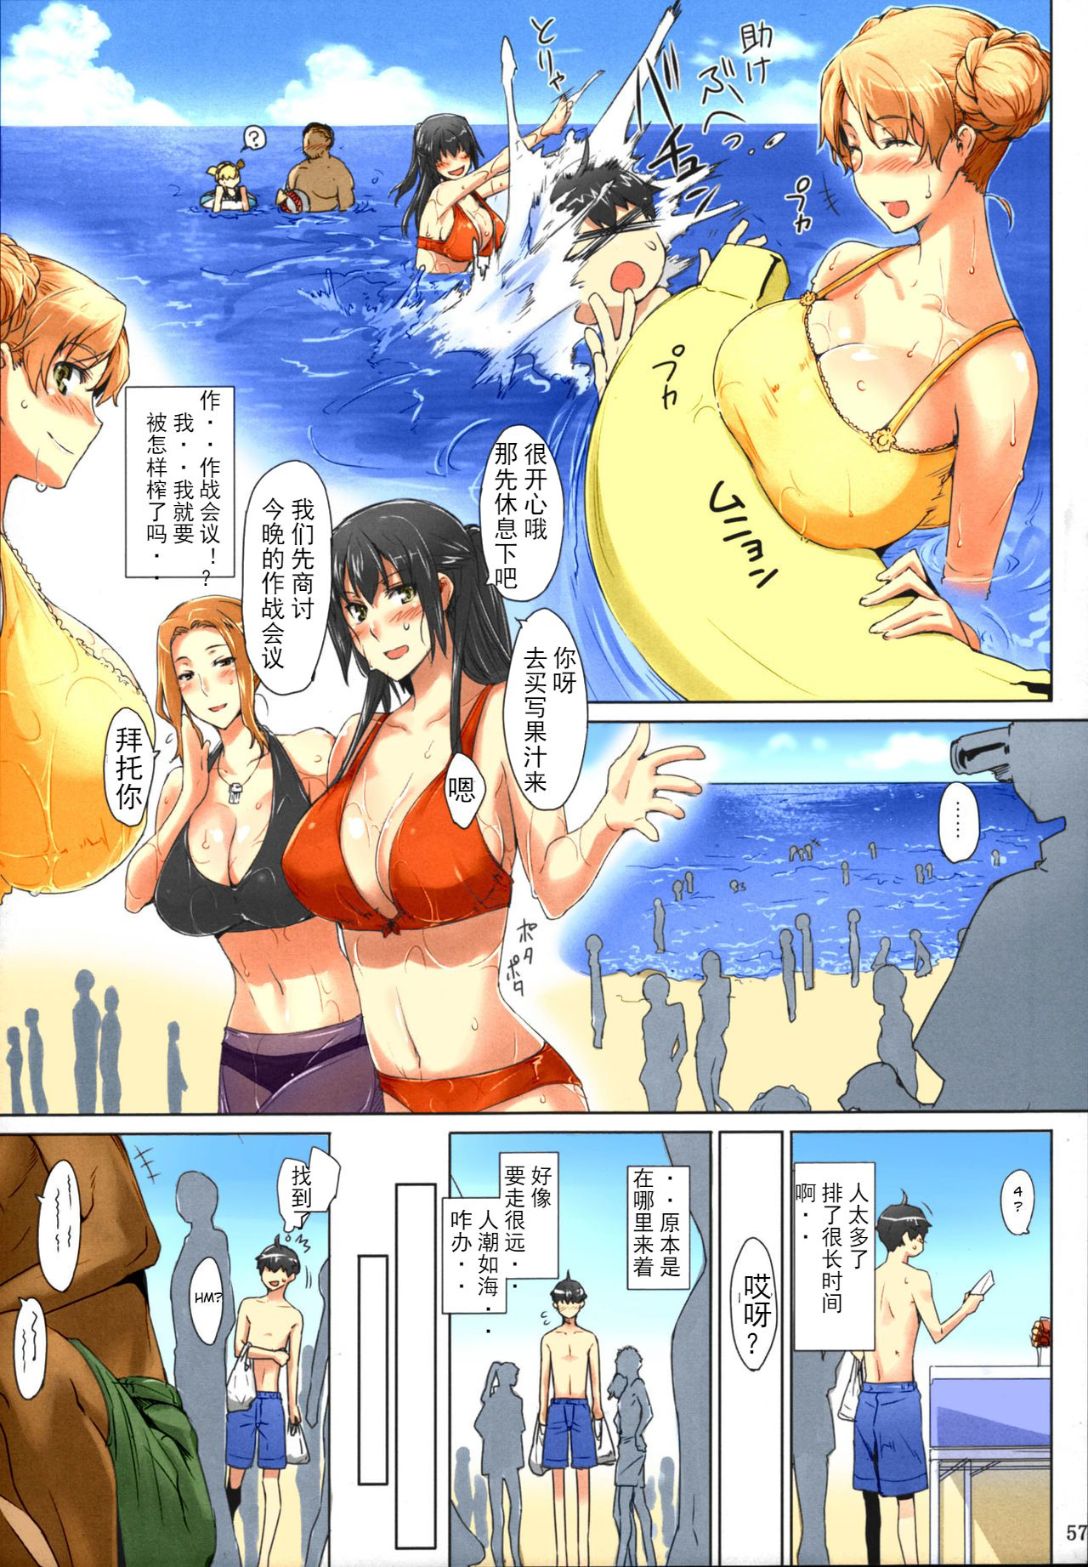 助け
ぶへっ
プカ
バチュン
とりゃ
?
プカ
ムニョン
很开心哦
那先休息下吧
你呀
去买写果汁来
嗯
我们先商讨
今晚的作战会议
作・・作战会议！？
我・・我就要
被怎样榨了吗・・
拜托你
ポタ
ポタ
……
4?
人太多了
排了很长时间
啊・・
哎呀？
・・原本是
在哪里来着
好像
要走很远・・
人潮如海・・
咋办・・
找到了
HM?
57